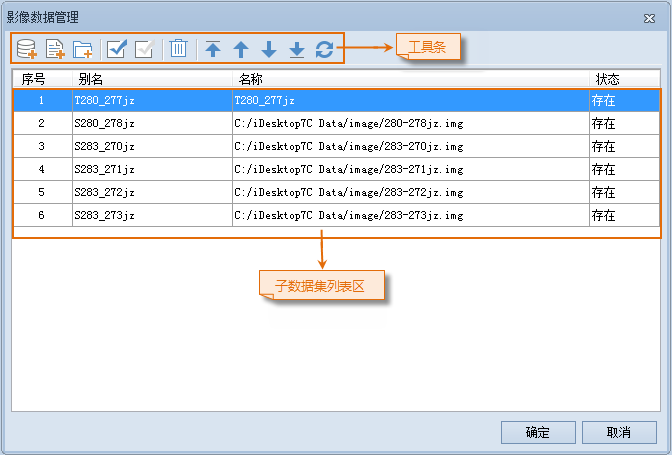 影像数据管理
工具条
序号 别名 名称 状态
1 T280_277jz T280_277jz 存在
2 S280_278jz C:/iDesktop7C Data/image/280-278jz.img 存在
3 S283_270jz C:/iDesktop7C Data/image/283-270jz.img 存在
4 S283_271jz C:/iDesktop7C Data/image/283-271jz.img 存在
5 S283_272jz C:/iDesktop7C Data/image/283-272jz.img 存在
6 S283_273jz C:/iDesktop7C Data/image/283-273jz.img 存在
子数据集列表区
确定 取消